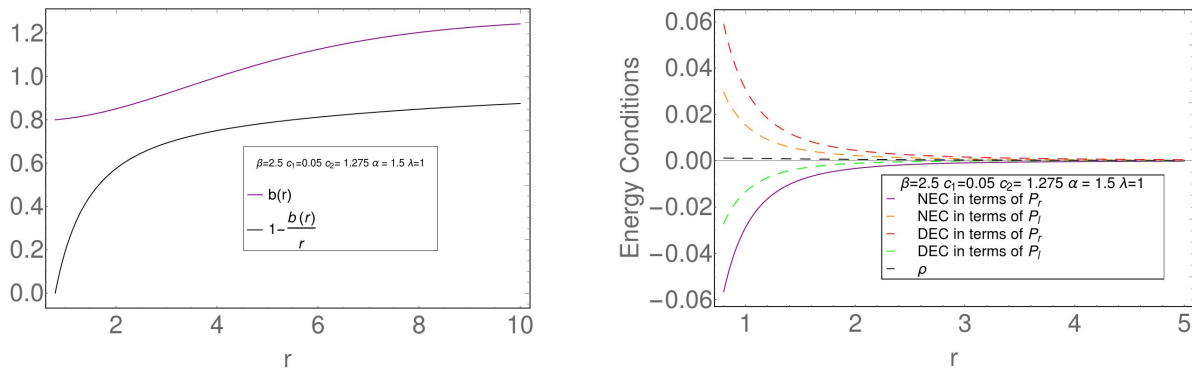 1.2
1.0
0.8
0.6
0.4
0.2
0.0
β=2.5 c₁=0.05 c₂= 1.275 α = 1.5 λ=1
b(r)
1-b(r)/r
2 4 6 8 10
r
Energy Conditions
0.06
0.04
0.02
0.00
-0.02
-0.04
-0.06
β=2.5 c₁=0.05 c₂= 1.275 α = 1.5 λ=1
NEC in terms of Pᵣ
NEC in terms of Pₗ
DEC in terms of Pᵣ
DEC in terms of Pₗ
ρ
1 2 3 4 5
r